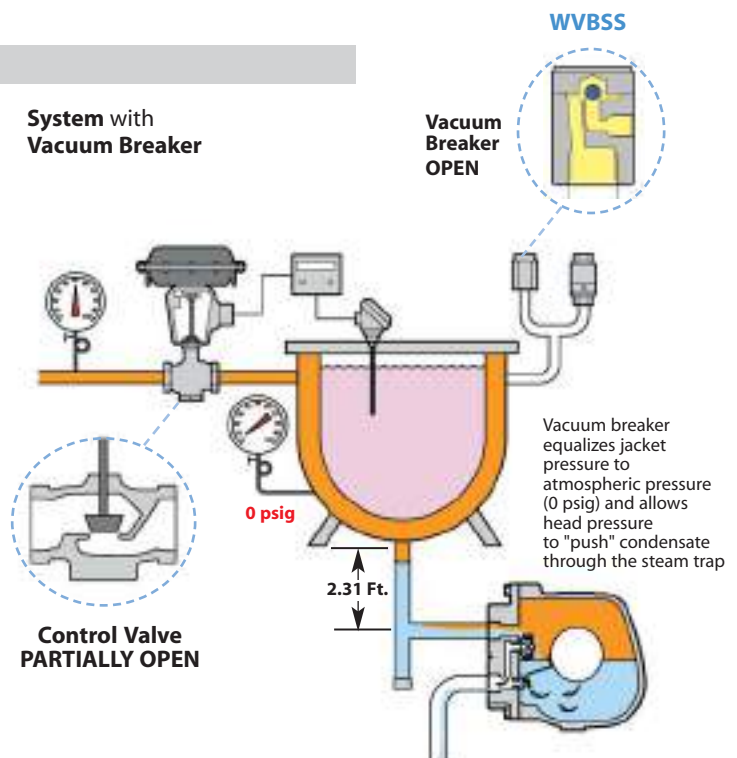 WVBSS
System with
Vacuum Breaker
Vacuum
Breaker
OPEN
Vacuum breaker
equalizes jacket
pressure to
atmospheric pressure
(0 psig) and allows
head pressure
to "push" condensate
through the steam trap
0 psig
2.31 Ft.
Control Valve
PARTIALLY OPEN